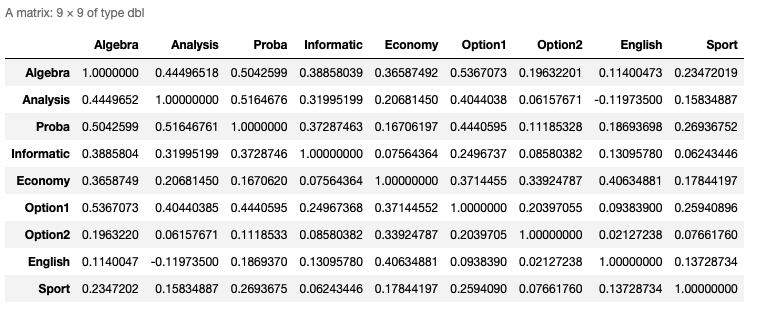 A matrix: 9 × 9 of type dbl
Algebra Analysis Proba Informatic Economy Option1 Option2 English Sport
Algebra 1.0000000 0.44496518 0.5042599 0.38858039 0.36587492 0.5367073 0.19632201 0.11400473 0.23472019
Analysis 0.4449652 1.00000000 0.5164676 0.31995199 0.20681450 0.4044038 0.06157671 -0.11973500 0.15834887
Proba 0.5042599 0.51646761 1.0000000 0.37287463 0.16706197 0.4440595 0.11185328 0.18693698 0.26936752
Informatic 0.3885804 0.31995199 0.3728746 1.00000000 0.07564364 0.2496737 0.08580382 0.13095780 0.06243446
Economy 0.3658749 0.20681450 0.1670620 0.07564364 1.00000000 0.3714455 0.33924787 0.40634881 0.17844197
Option1 0.5367073 0.40440385 0.4440595 0.24967368 0.37144552 1.0000000 0.20397055 0.09383900 0.25940896
Option2 0.1963220 0.06157671 0.1118533 0.08580382 0.33924787 0.2039705 1.00000000 0.02127238 0.07661760
English 0.1140047 -0.11973500 0.1869370 0.13095780 0.40634881 0.0938390 0.02127238 1.00000000 0.13728734
Sport 0.2347202 0.15834887 0.2693675 0.06243446 0.17844197 0.2594090 0.07661760 0.13728734 1.00000000